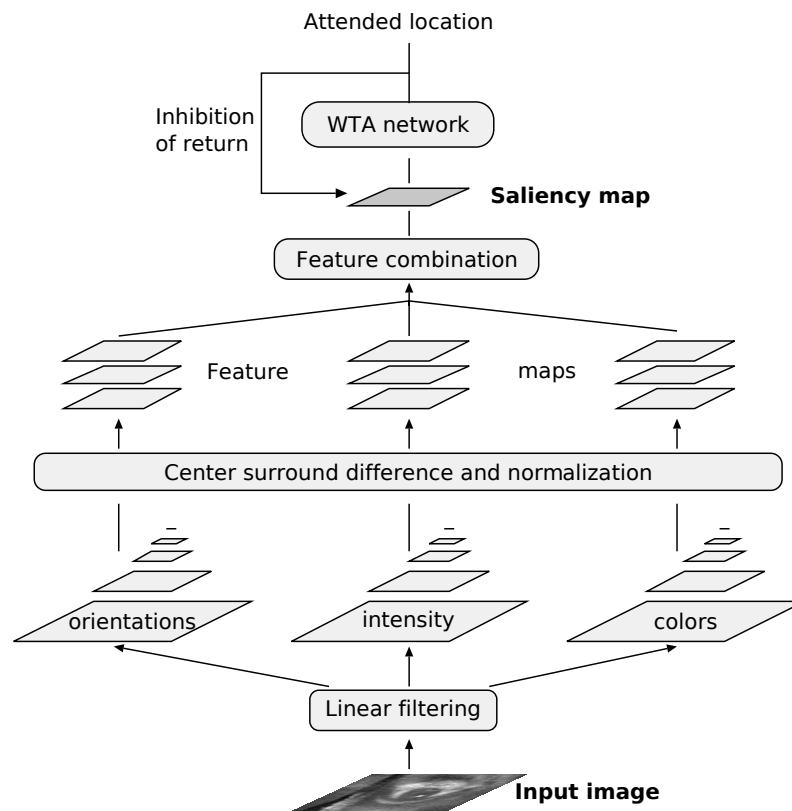 Attended location
Inhibition
of return
WTA network
Saliency map
Feature combination
Feature
maps
Center surround difference and normalization
orientations
intensity
colors
Linear filtering
Input image